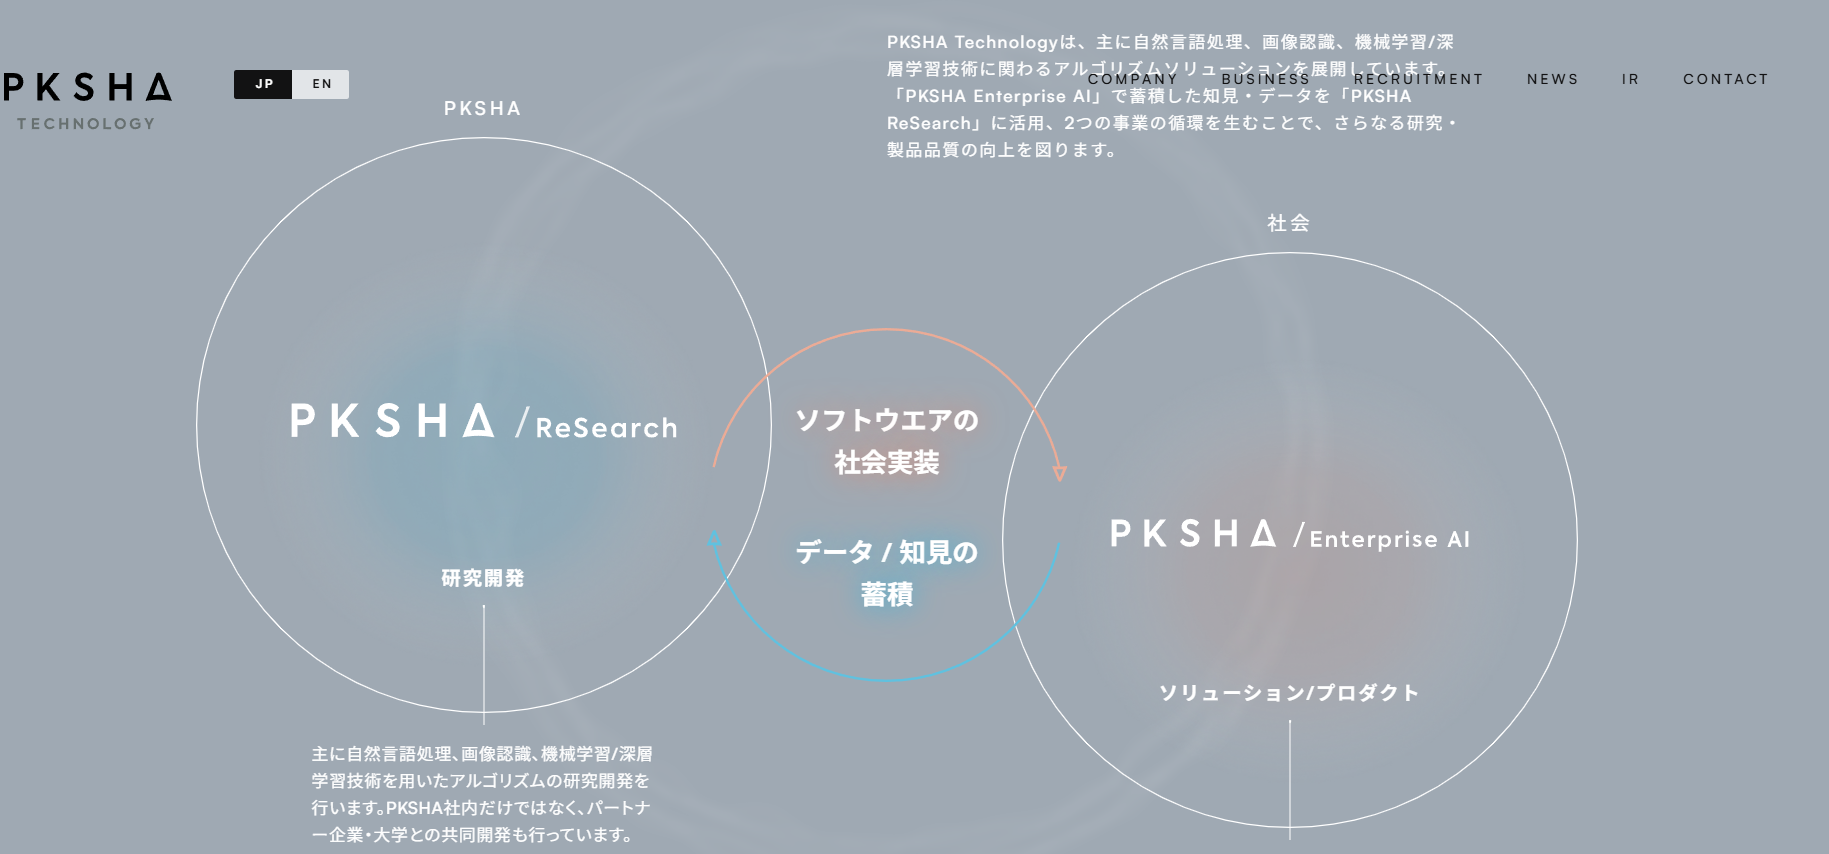 PKSHA
TECHNOLOGY
JP
EN
COMPANY
BUSINESS
RECRUITMENT
NEWS
IR
CONTACT
PKSHA Technologyは、主に自然言語処理、画像認識、機械学習/深
層学習技術に関わるアルゴリズムソリューションを展開しています。
「PKSHA Enterprise AI」で蓄積した知見・データを「PKSHA
ReSearch」に活用、2つの事業の循環を生むことで、さらなる研究・
製品品質の向上を図ります。
PKSHA
社会
PKSHA /ReSearch
研究開発
ソフトウエアの
社会実装
データ / 知見の
蓄積
PKSHA /Enterprise AI
ソリューション/プロダクト
主に自然言語処理、画像認識、機械学習/深層
学習技術を用いたアルゴリズムの研究開発を
行います。PKSHA社内だけではなく、パートナ
ー企業・大学との共同開発も行っています。